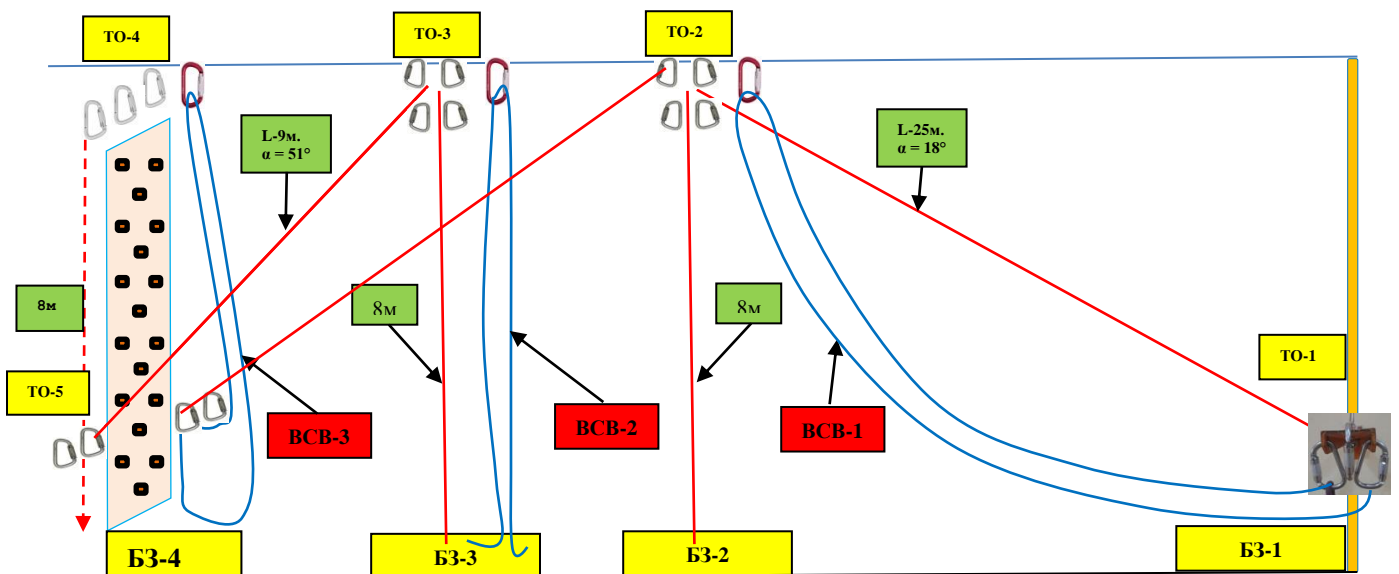 ТО-4
ТО-3
ТО-2
L-9м.
α = 51°
L-25м.
α = 18°
8м
8м
8м
ТО-1
ТО-5
ВСВ-3
ВСВ-2
ВСВ-1
БЗ-4
БЗ-3
БЗ-2
БЗ-1